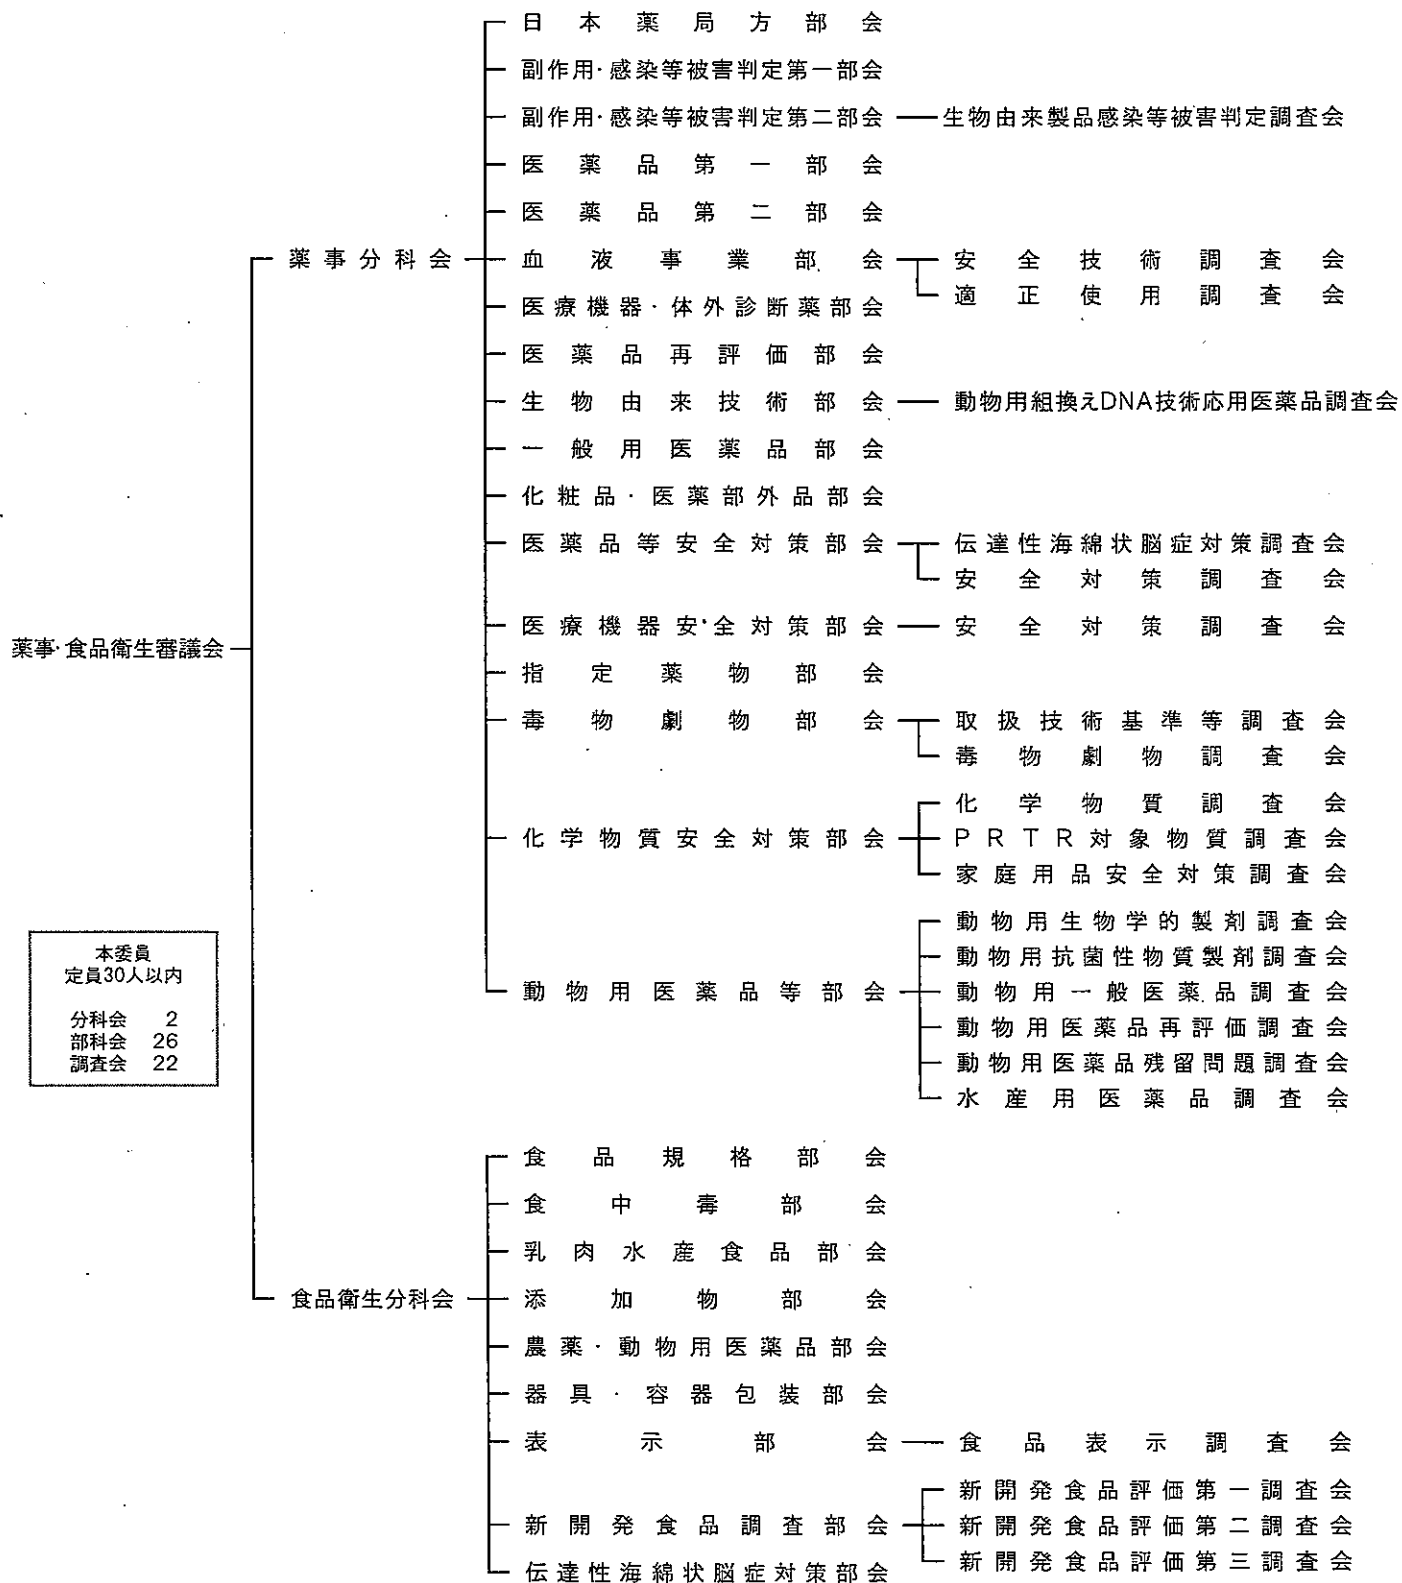 日本薬局方部会
副作用・感染等被害判定第一部会
副作用・感染等被害判定第二部会
生物由来製品感染等被害判定調査会
医薬品第一部会
医薬品第二部会
薬事分科会
血液事業部会
安全技術調査会
適正使用調査会
医療機器・体外診断薬部会
医薬品再評価部会
生物由来技術部会
動物用組換えDNA技術応用医薬品調査会
一般用医薬品部会
化粧品・医薬部外品部会
医薬品等安全対策部会
伝達性海綿状脳症対策調査会
安全対策調査会
医療機器安全対策部会
安全対策調査会
薬事・食品衛生審議会
指定薬物部会
毒物劇物部会
取扱技術基準等調査会
毒物劇物調査会
化学物質安全対策部会
化学物質調査会
PRTR対象物質調査会
家庭用品安全対策調査会
動物用医薬品等部会
動物用生物学的製剤調査会
動物用抗菌性物質製剤調査会
動物用一般医薬品調査会
動物用医薬品再評価調査会
動物用医薬品残留問題調査会
水産用医薬品調査会
本委員
定員30人以内
分科会 2
部科会 26
調査会 22
食品規格部会
食中毒部会
乳肉水産食品部会
食品衛生分科会
添加物部会
農薬・動物用医薬品部会
器具・容器包装部会
表示部会
食品表示調査会
新開発食品調査部会
新開発食品評価第一調査会
新開発食品評価第二調査会
新開発食品評価第三調査会
伝達性海綿状脳症対策部会